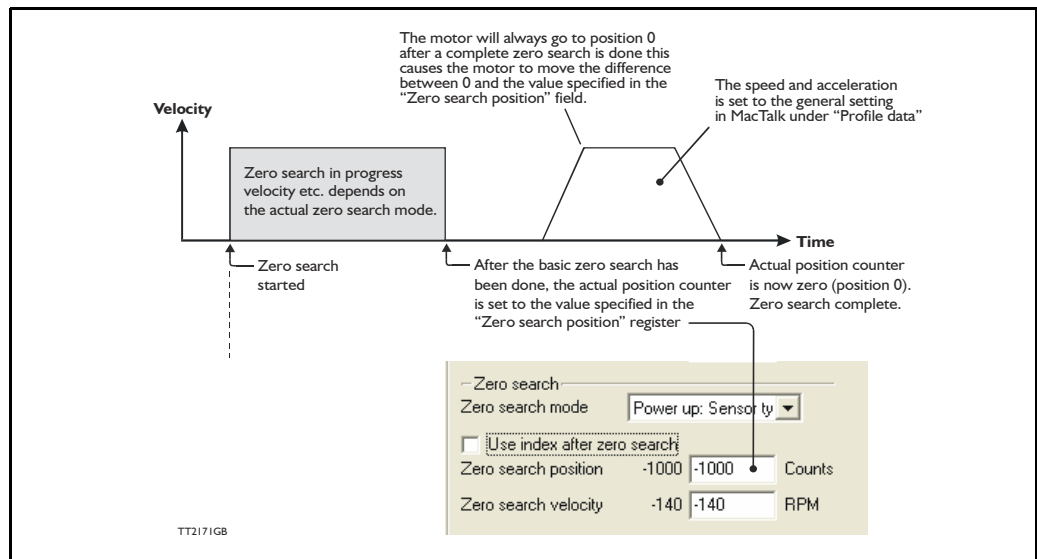 The motor will always go to position 0
after a complete zero search is done this
causes the motor to move the difference
between 0 and the value specified in the
“Zero search position” field.
The speed and acceleration
is set to the general setting
in MacTalk under “Profile data”
Velocity
Zero search in progress
velocity etc. depends on
the actual zero search mode.
Time
Zero search
started
After the basic zero search has
been done, the actual position counter
is set to the value specified in the
“Zero search position” register
Actual position counter
is now zero (position 0).
Zero search complete.
Zero search
Zero search mode Power up: Sensor ty
Use index after zero search
Zero search position -1000 -1000 Counts
Zero search velocity -140 -140 RPM
TT2171GB